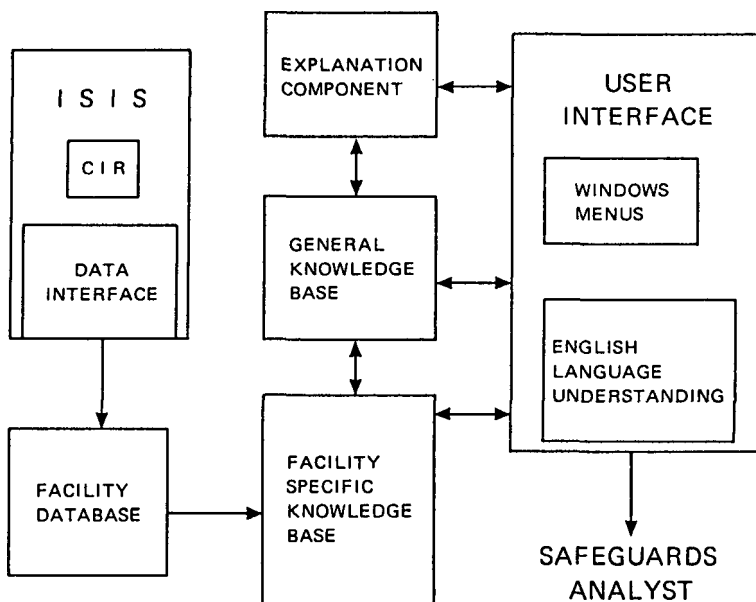 I S I S
CIR
DATA
INTERFACE
FACILITY
DATABASE
EXPLANATION
COMPONENT
GENERAL
KNOWLEDGE
BASE
FACILITY
SPECIFIC
KNOWLEDGE
BASE
USER
INTERFACE
WINDOWS
MENUS
ENGLISH
LANGUAGE
UNDERSTANDING
SAFEGUARDS
ANALYST